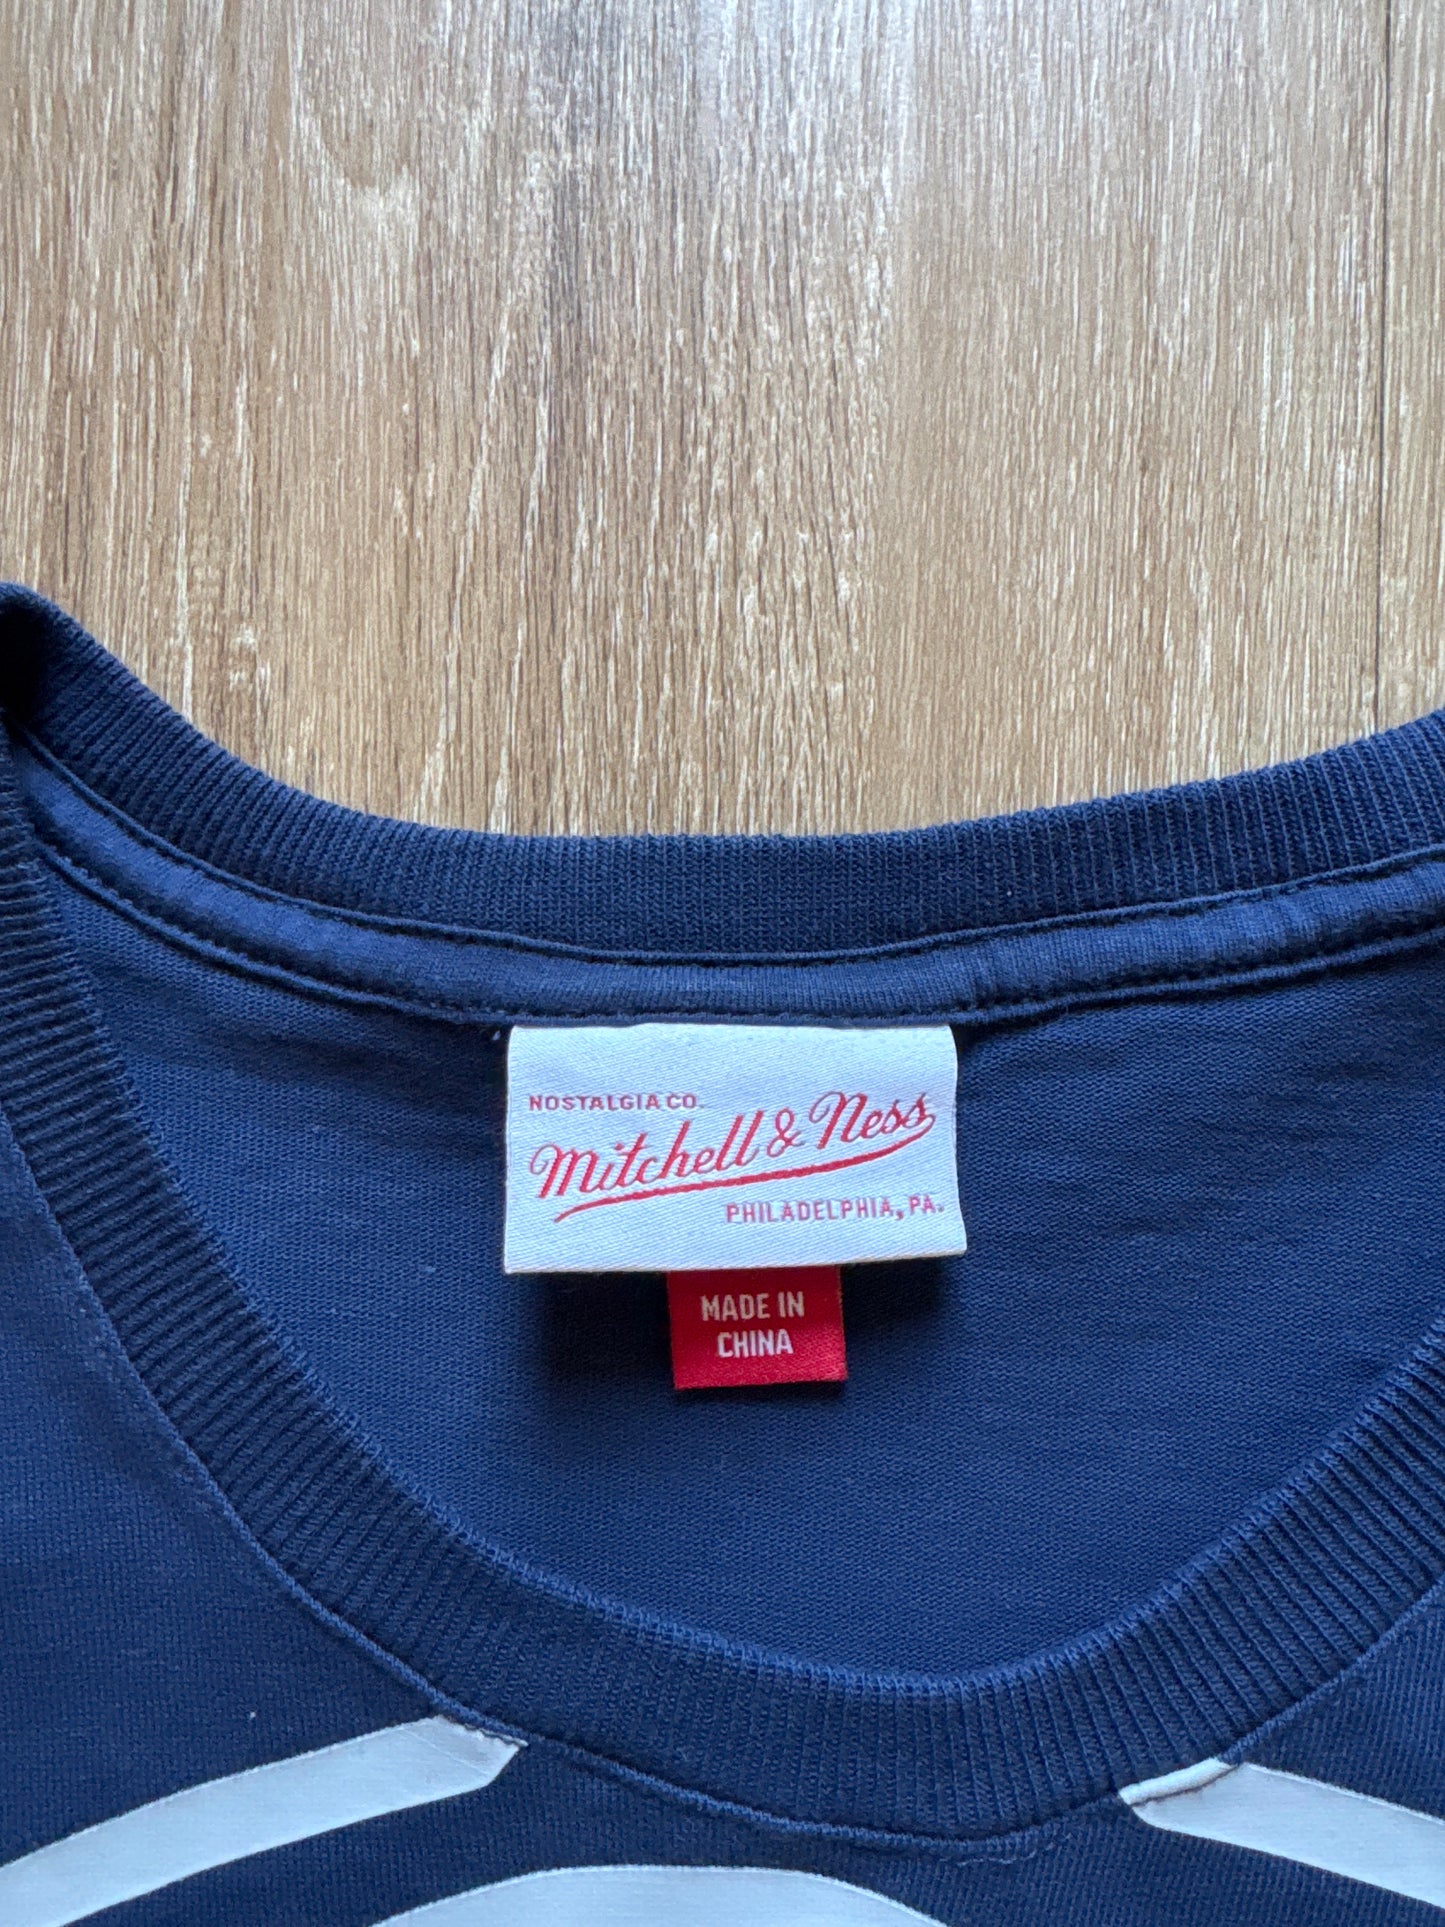 NOSTALGIA CO.
Mitchell & Ness
PHILADELPHIA, PA.
MADE IN
CHINA